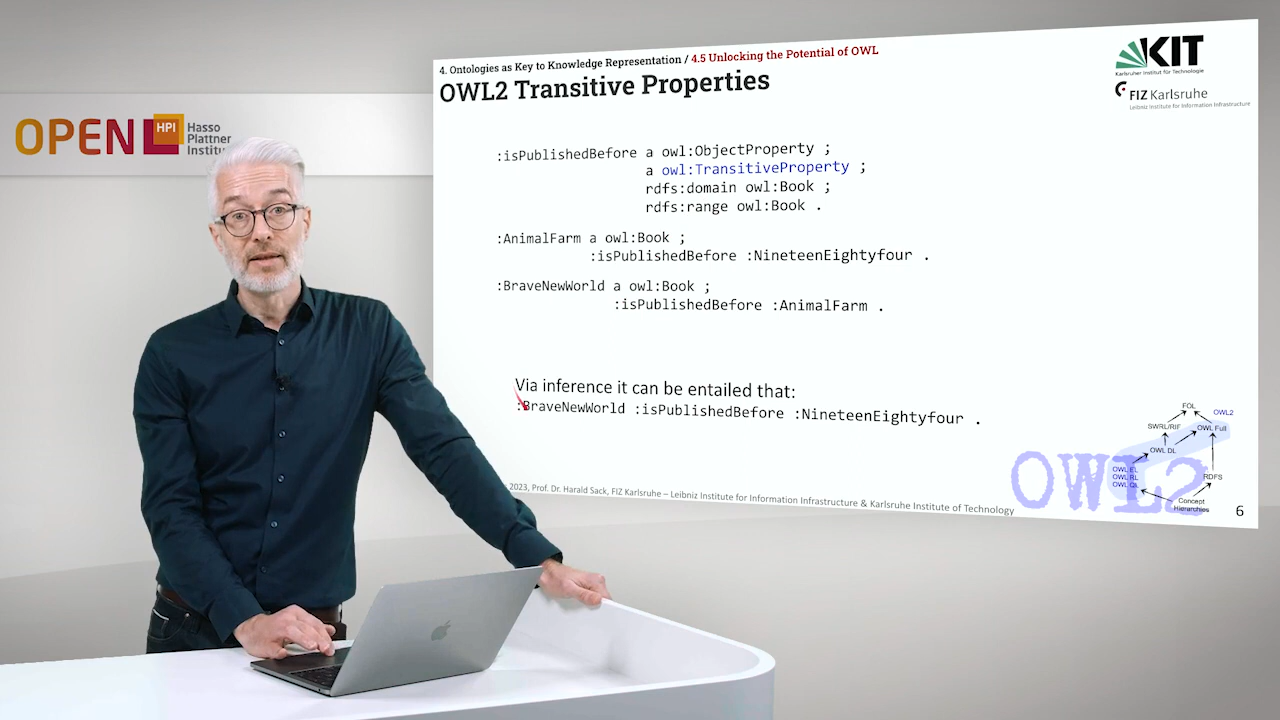 OPEN
HPI
Hasso
Plattner
Institu
4. Ontologies as Key to Knowledge Representation / 4.5 Unlocking the Potential of OWL
OWL2 Transitive Properties
KIT
Karlsruher Institut für Technologie
FIZ Karlsruhe
Leibniz Institute for Information Infrastructure
:isPublishedBefore a owl:ObjectProperty ;
a owl:TransitiveProperty ;
rdfs:domain owl:Book ;
rdfs:range owl:Book .
:AnimalFarm a owl:Book ;
:isPublishedBefore :NineteenEightyfour .
:BraveNewWorld a owl:Book ;
:isPublishedBefore :AnimalFarm .
Via inference it can be entailed that:
:BraveNewWorld :isPublishedBefore :NineteenEightyfour .
FOL
OWL2
SWRL/RIF
OWL Full
OWL DL
OWL EL
OWL RL
OWL QL
RDFS
Concept
Hierarchies
OWL2
2023, Prof. Dr. Harald Sack, FIZ Karlsruhe – Leibniz Institute for Information Infrastructure & Karlsruhe Institute of Technology
6